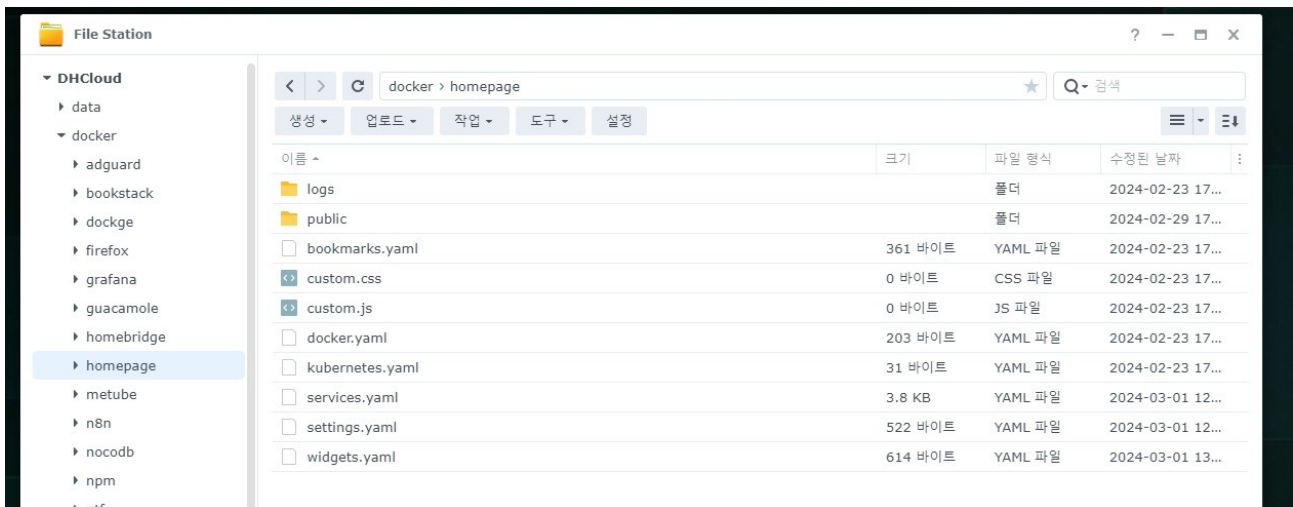 File Station
DHCloud
data
docker
adguard
bookstack
dockge
firefox
grafana
guacamole
homebridge
homepage
metube
n8n
nocodb
npm
docker > homepage
검색
생성 업로드 작업 도구 설정
이름 크기 파일 형식 수정된 날짜
logs 폴더 2024-02-23 17...
public 폴더 2024-02-29 17...
bookmarks.yaml 361 바이트 YAML 파일 2024-02-23 17...
custom.css 0 바이트 CSS 파일 2024-02-23 17...
custom.js 0 바이트 JS 파일 2024-02-23 17...
docker.yaml 203 바이트 YAML 파일 2024-02-23 17...
kubernetes.yaml 31 바이트 YAML 파일 2024-02-23 17...
services.yaml 3.8 KB YAML 파일 2024-03-01 12...
settings.yaml 522 바이트 YAML 파일 2024-03-01 12...
widgets.yaml 614 바이트 YAML 파일 2024-03-01 13...